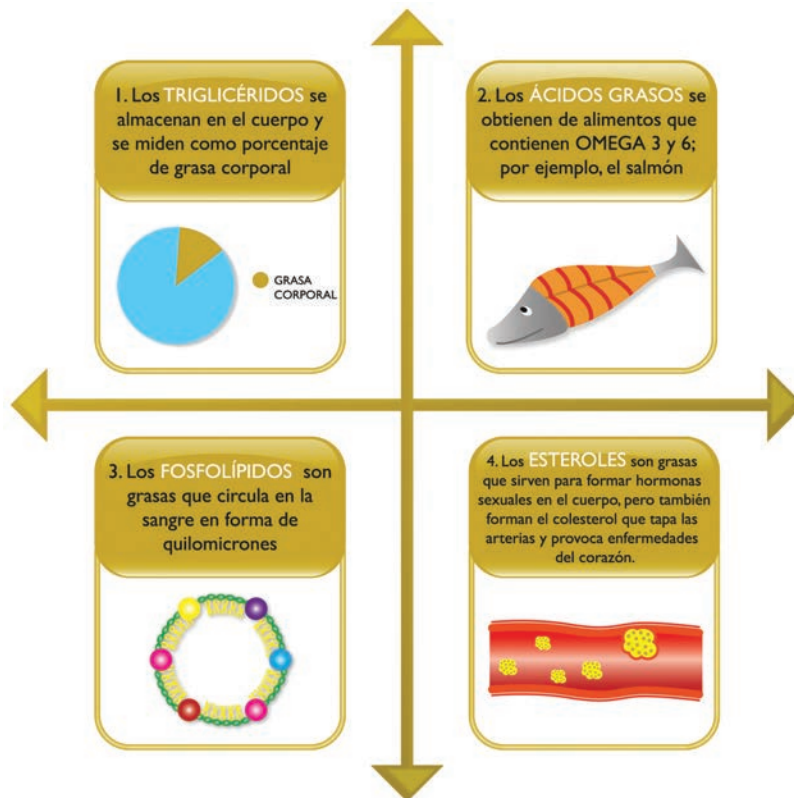 1. Los TRIGLICÉRIDOS se
almacenan en el cuerpo y
se miden como porcentaje
de grasa corporal
GRASA
CORPORAL
2. Los ÁCIDOS GRASOS se
obtienen de alimentos que
contienen OMEGA 3 y 6;
por ejemplo, el salmón
3. Los FOSFOLÍPIDOS son
grasas que circula en la
sangre en forma de
quilomicrones
4. Los ESTEROLES son grasas
que sirven para formar hormonas
sexuales en el cuerpo, pero también
forman el colesterol que tapa las
arterias y provoca enfermedades
del corazón.